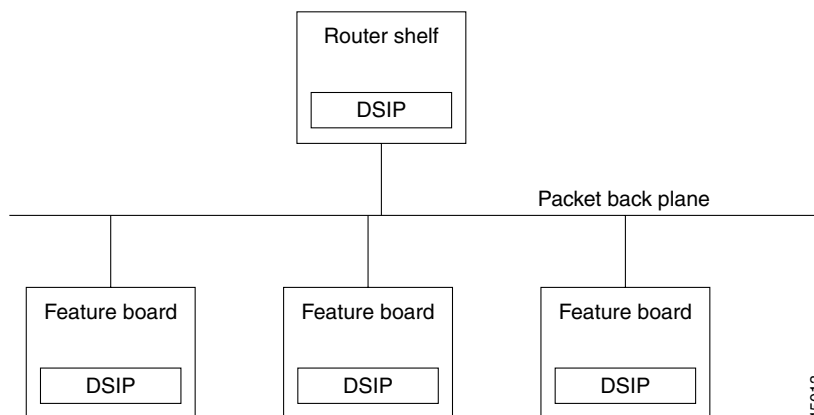 Router shelf
DSIP
Packet back plane
Feature board
Feature board
Feature board
DSIP
DSIP
DSIP